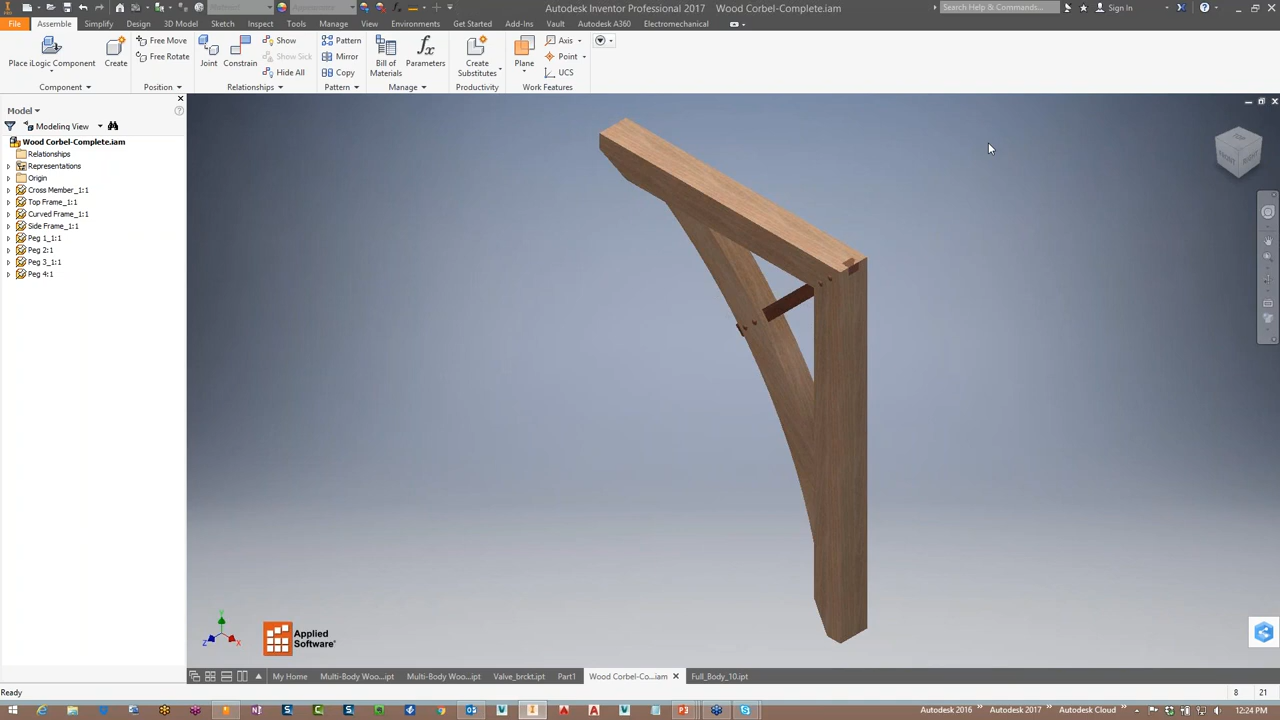 Autodesk Inventor Professional 2017 Wood Corbel-Complete.iam
Search Help & Commands...
Sign In
File Assemble Simplify Design 3D Model Sketch Inspect Tools Manage View Environments Get Started Add-Ins Vault Autodesk A360 Electromechanical
Place iLogic Component
Create
Free Move
Free Rotate
Joint
Constrain
Show
Show Sick
Hide All
Pattern
Mirror
Copy
Bill of
Materials
Parameters
Create
Substitutes
Plane
Axis
Point
UCS
Component Position Relationships Pattern Manage Productivity Work Features
Model
Modeling View
Wood Corbel-Complete.iam
Relationships
Representations
Origin
Cross Member_1:1
Top Frame_1:1
Curved Frame_1:1
Side Frame_1:1
Peg 1_1:1
Peg 2:1
Peg 3_1:1
Peg 4:1
TOP
Y
Z
X
Applied
Software
My Home Multi-Body Woo...ipt Multi-Body Woo...ipt Valve_brckt.ipt Part1 Wood Corbel-Co...iam Full_Body_10.ipt
Ready
8 21
Autodesk 2016 Autodesk 2017 Autodesk Cloud 12:24 PM